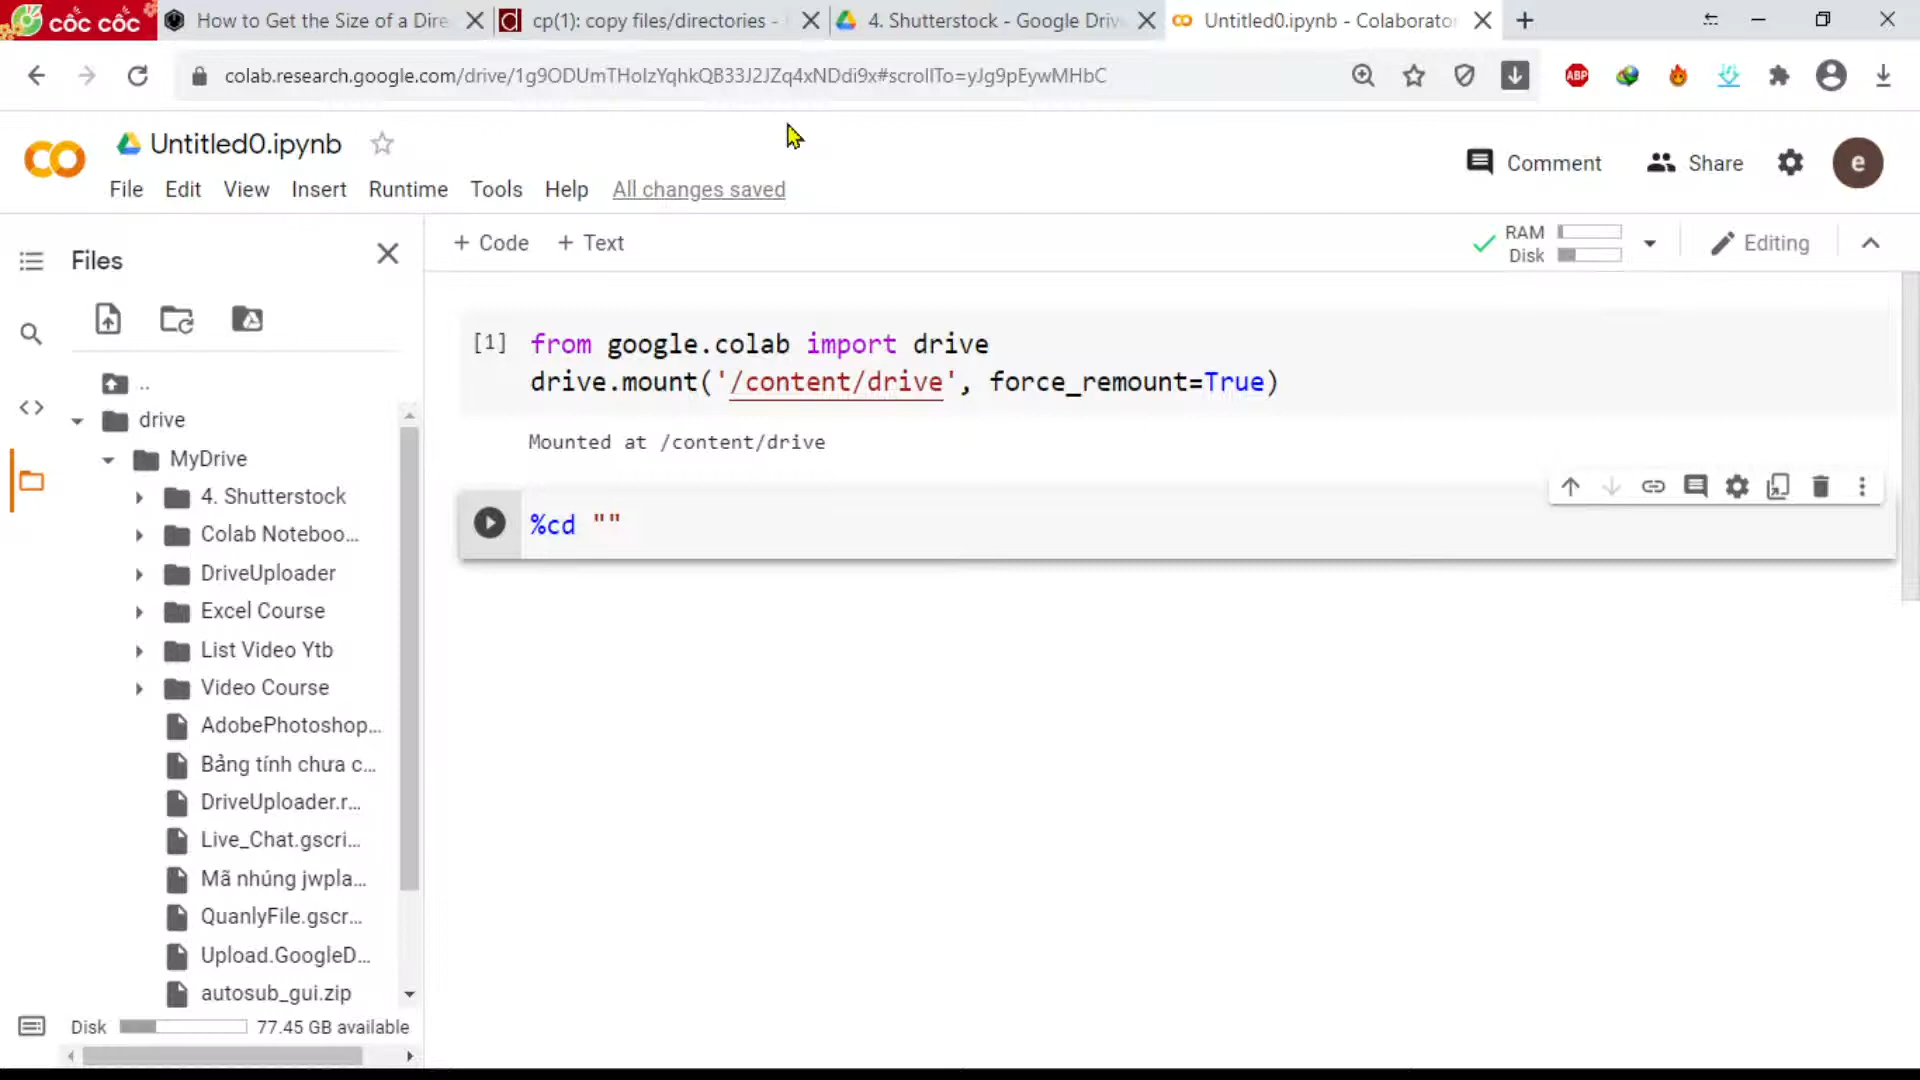 cốc cốc
How to Get the Size of a Dire
cp(1): copy files/directories -
4. Shutterstock - Google Driv
Untitled0.ipynb - Colaborato
colab.research.google.com/drive/1g9ODUmTHoIzYqhkQB33J2JZq4xNDdi9x#scrollTo=yJg9pEywMHbC
ABP
Untitled0.ipynb
Comment
Share
e
File
Edit
View
Insert
Runtime
Tools
Help
All changes saved
Files
+ Code
+ Text
RAM
Disk
Editing
..
drive
MyDrive
4. Shutterstock
Colab Noteboo...
DriveUploader
Excel Course
List Video Ytb
Video Course
AdobePhotoshop...
Bảng tính chưa c...
DriveUploader.r...
Live_Chat.gscri...
Mã nhúng jwpla...
QuanlyFile.gscr...
Upload.GoogleD...
autosub_gui.zip
Disk
77.45 GB available
[1]
from google.colab import drive
drive.mount('/content/drive', force_remount=True)
Mounted at /content/drive
%cd ""